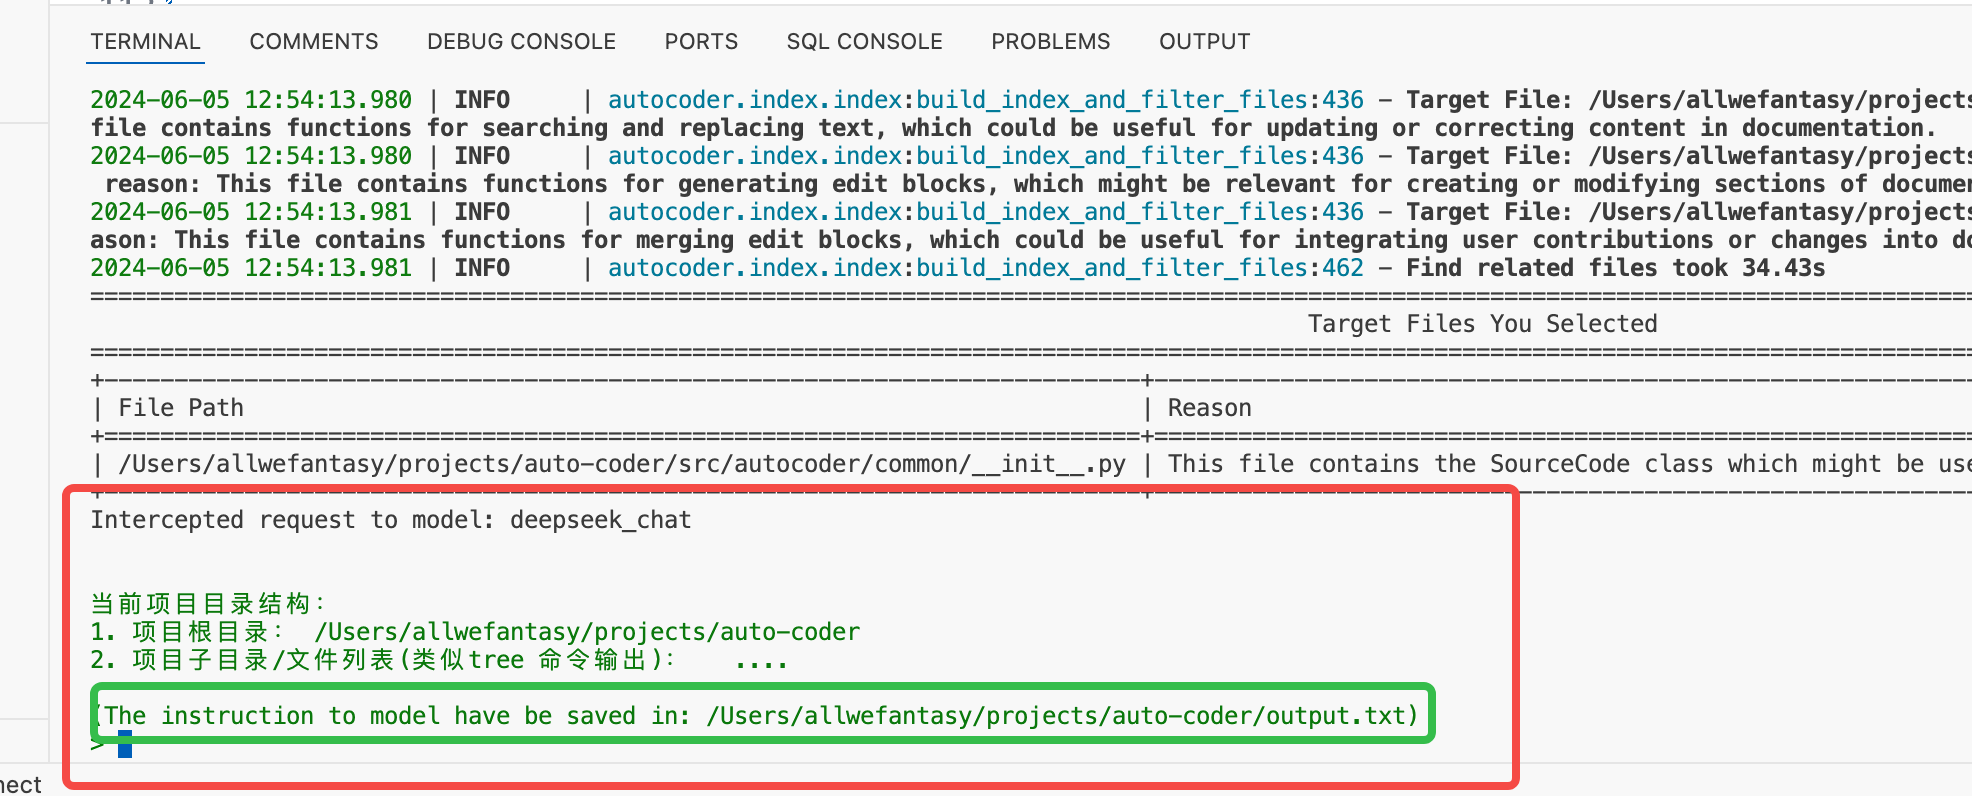 TERMINAL COMMENTS DEBUG CONSOLE PORTS SQL CONSOLE PROBLEMS OUTPUT
2024-06-05 12:54:13.980 | INFO     | autocoder.index.index:build_index_and_filter_files:436 - Target File: /Users/allwefantasy/projects
file contains functions for searching and replacing text, which could be useful for updating or correcting content in documentation.
2024-06-05 12:54:13.980 | INFO     | autocoder.index.index:build_index_and_filter_files:436 - Target File: /Users/allwefantasy/projects
 reason: This file contains functions for generating edit blocks, which might be relevant for creating or modifying sections of documen
2024-06-05 12:54:13.981 | INFO     | autocoder.index.index:build_index_and_filter_files:436 - Target File: /Users/allwefantasy/projects
ason: This file contains functions for merging edit blocks, which could be useful for integrating user contributions or changes into do
2024-06-05 12:54:13.981 | INFO     | autocoder.index.index:build_index_and_filter_files:462 - Find related files took 34.43s
Target Files You Selected
| File Path | Reason
| /Users/allwefantasy/projects/auto-coder/src/autocoder/common/__init__.py | This file contains the SourceCode class which might be use
Intercepted request to model: deepseek_chat
当前项目目录结构：
1. 项目根目录： /Users/allwefantasy/projects/auto-coder
2. 项目子目录/文件列表(类似tree 命令输出)： ....
(The instruction to model have be saved in: /Users/allwefantasy/projects/auto-coder/output.txt)
>
nect